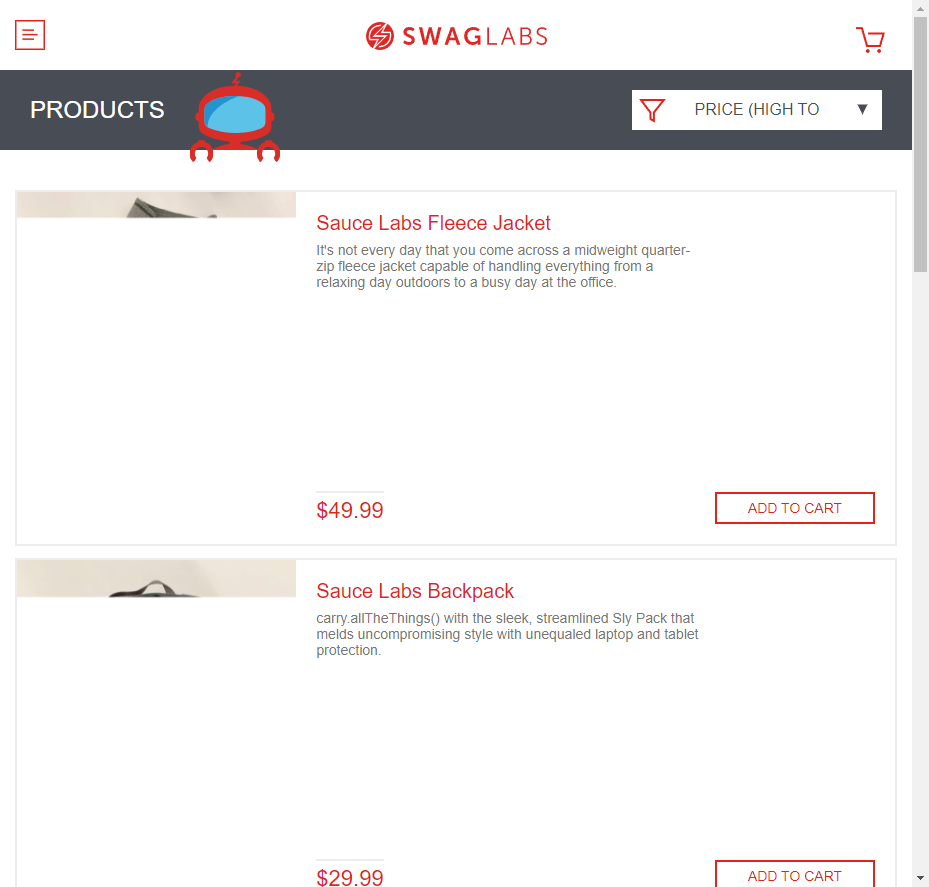 SWAGLABS
PRODUCTS
PRICE (HIGH TO
Sauce Labs Fleece Jacket
It's not every day that you come across a midweight quarter-
zip fleece jacket capable of handling everything from a
relaxing day outdoors to a busy day at the office.
$49.99
ADD TO CART
Sauce Labs Backpack
carry.allTheThings() with the sleek, streamlined Sly Pack that
melds uncompromising style with unequaled laptop and tablet
protection.
$29.99
ADD TO CART